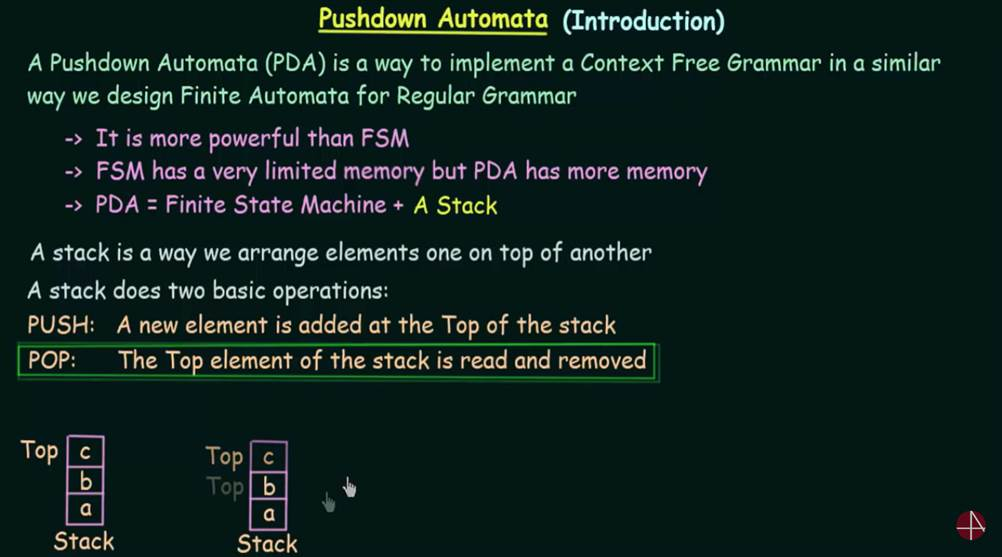 Pushdown Automata (Introduction)
A Pushdown Automata (PDA) is a way to implement a Context Free Grammar in a similar
way we design Finite Automata for Regular Grammar
-> It is more powerful than FSM
-> FSM has a very limited memory but PDA has more memory
-> PDA = Finite State Machine + A Stack
A stack is a way we arrange elements one on top of another
A stack does two basic operations:
PUSH: A new element is added at the Top of the stack
POP: The Top element of the stack is read and removed
Top c
b
a
Stack
Top c
Top b
a
Stack